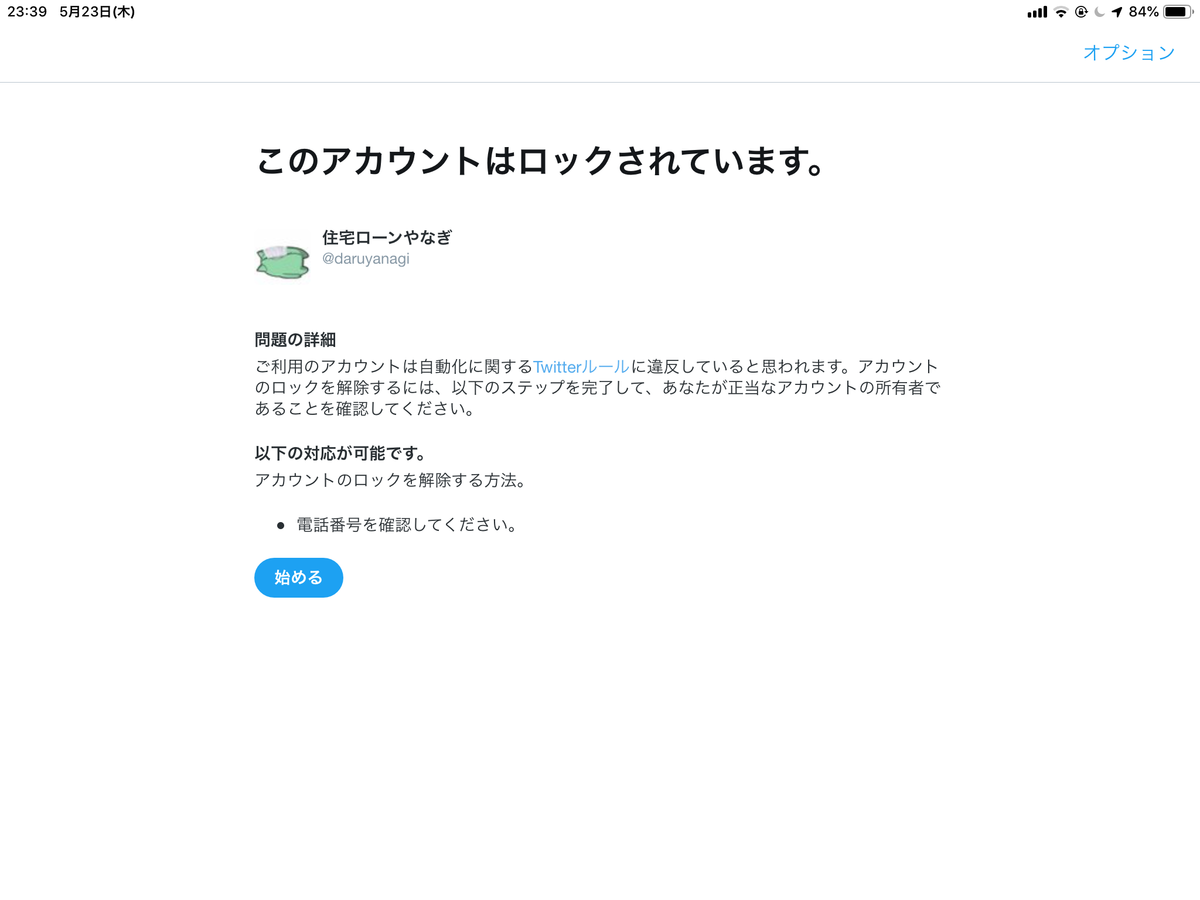 23:39 5月23日(木) 84%
オプション
このアカウントはロックされています。
住宅ローンやなぎ
@daruyanagi
問題の詳細
ご利用のアカウントは自動化に関するTwitterルールに違反していると思われます。アカウント
のロックを解除するには、以下のステップを完了して、あなたが正当なアカウントの所有者で
あることを確認してください。
以下の対応が可能です。
アカウントのロックを解除する方法。
• 電話番号を確認してください。
始める